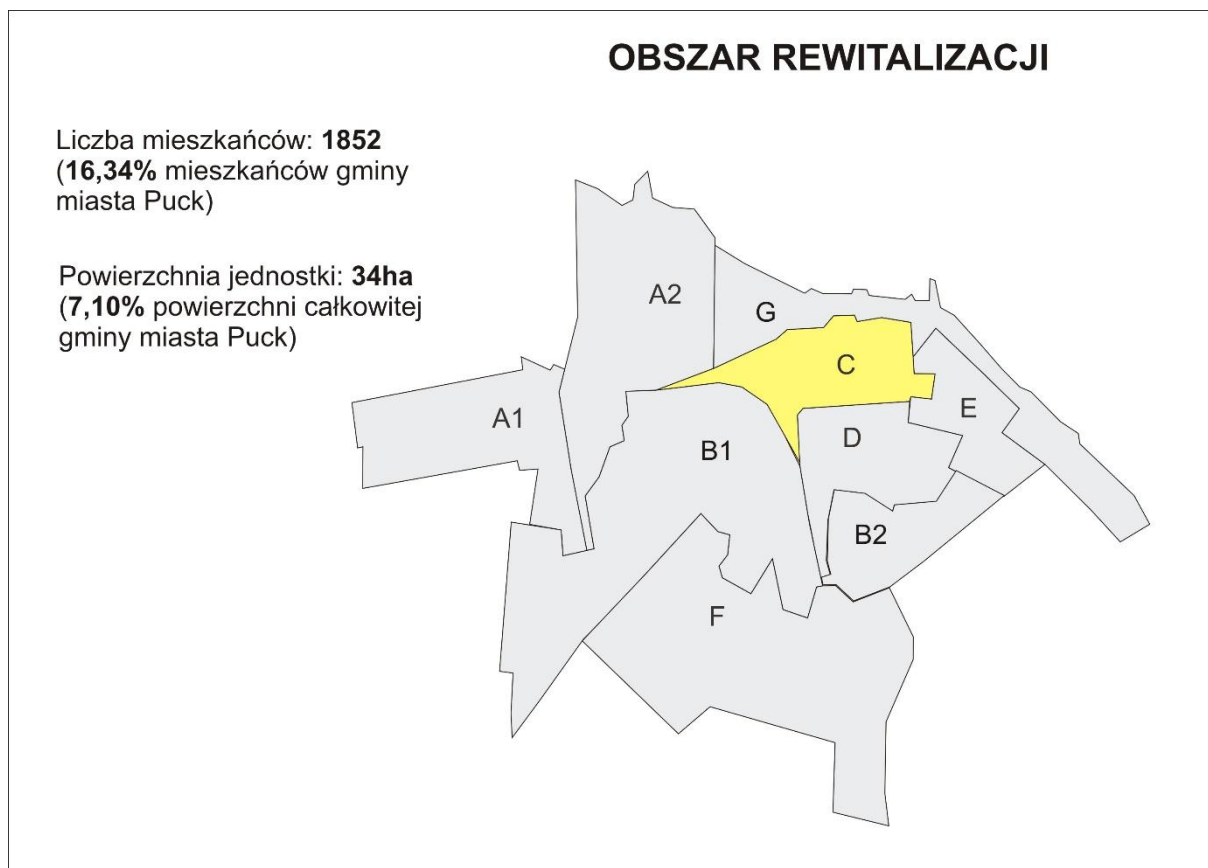 OBSZAR REWITALIZACJI
Liczba mieszkańców: 1852
(16,34% mieszkańców gminy
miasta Puck)
Powierzchnia jednostki: 34ha
(7,10% powierzchni całkowitej
gminy miasta Puck)
A2
G
C
A1
E
B1
D
B2
F